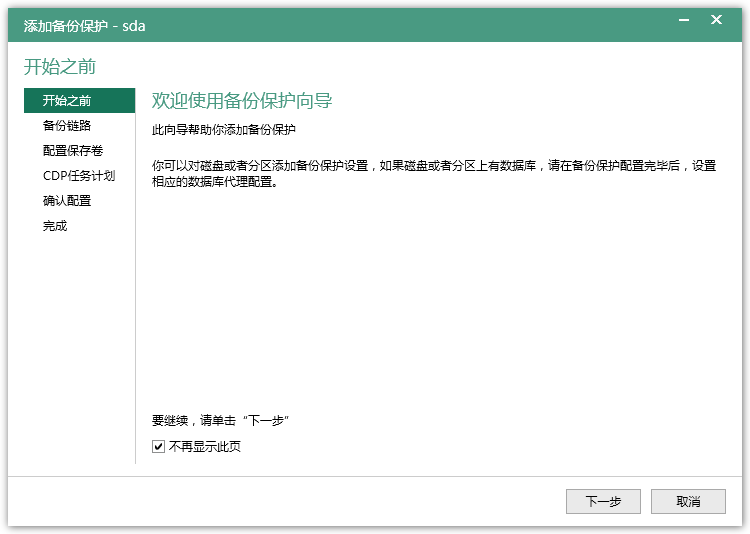 添加备份保护 - sda
开始之前
开始之前
备份链路
配置保存卷
CDP任务计划
确认配置
完成
欢迎使用备份保护向导
此向导帮助你添加备份保护
你可以对磁盘或者分区添加备份保护设置，如果磁盘或者分区上有数据库，请在备份保护配置完毕后，设置
相应的数据库代理配置。
要继续，请单击“下一步”
不再显示此页
下一步
取消